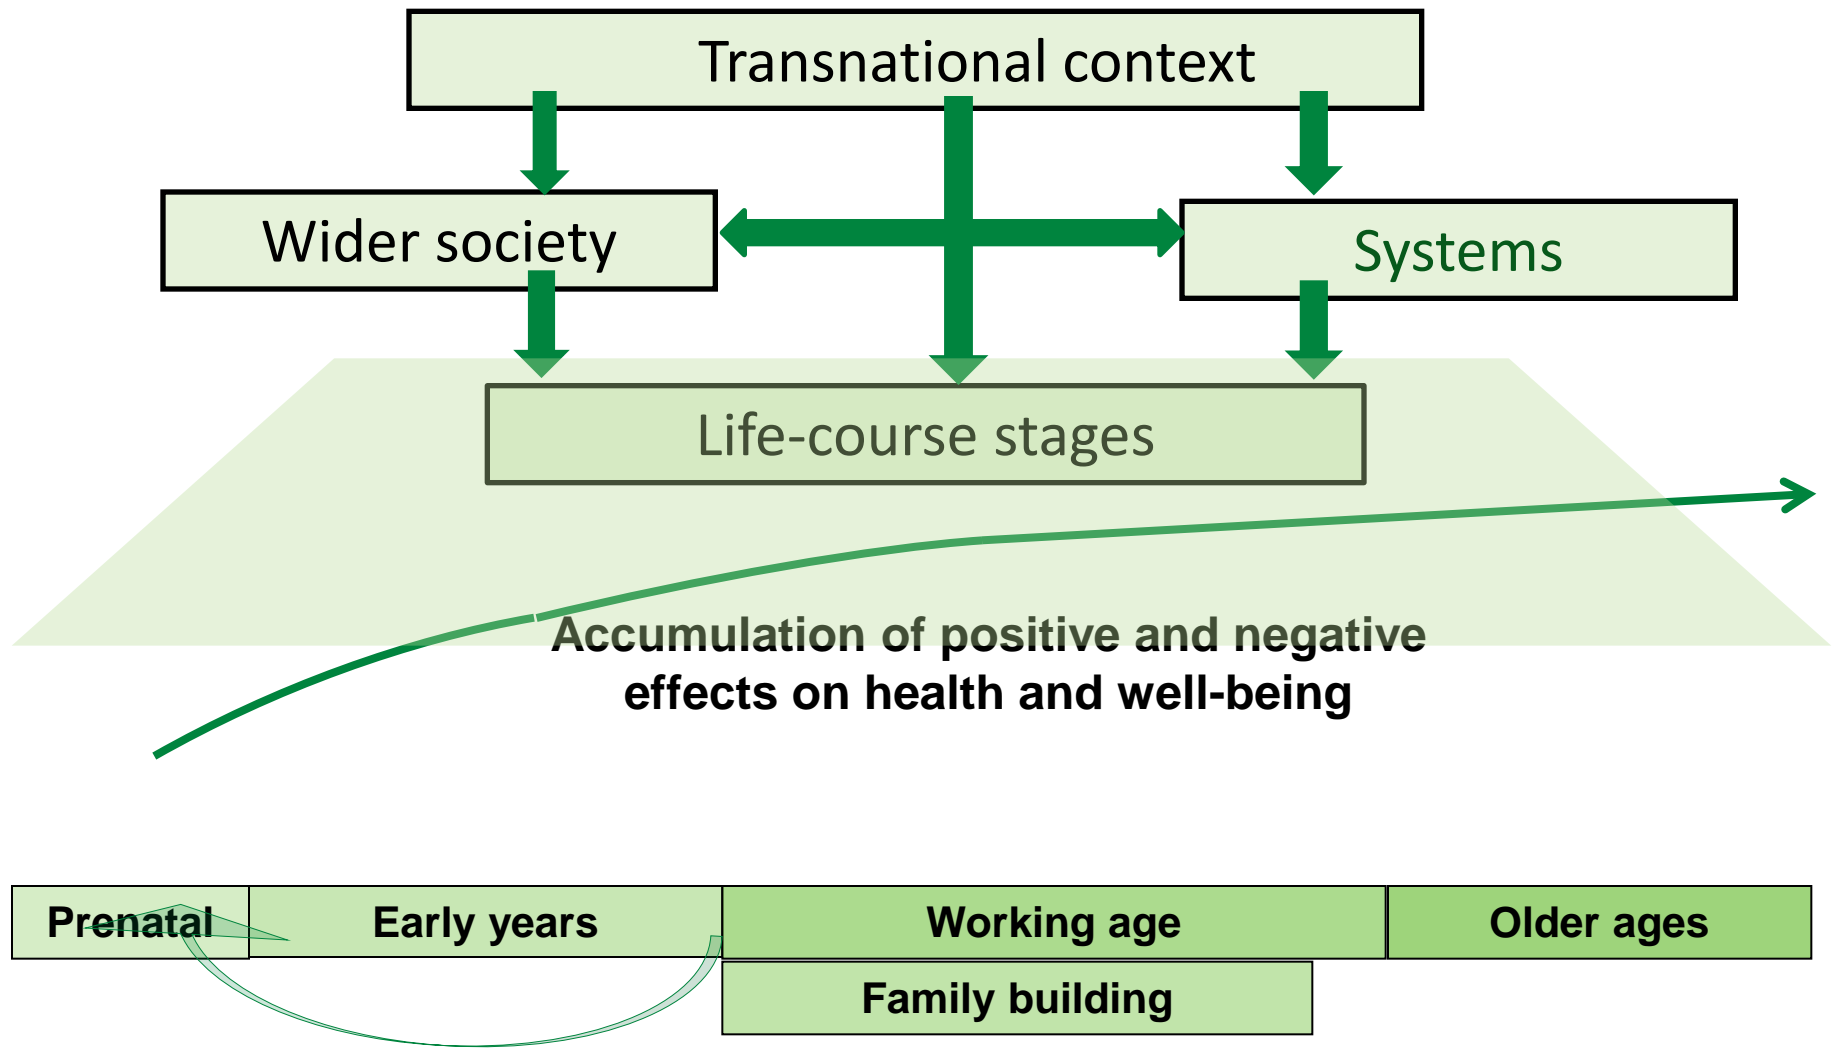 Transnational context
Wider society
Systems
Life-course stages
Accumulation of positive and negative
effects on health and well-being
Prenatal
Early years
Working age
Older ages
Family building